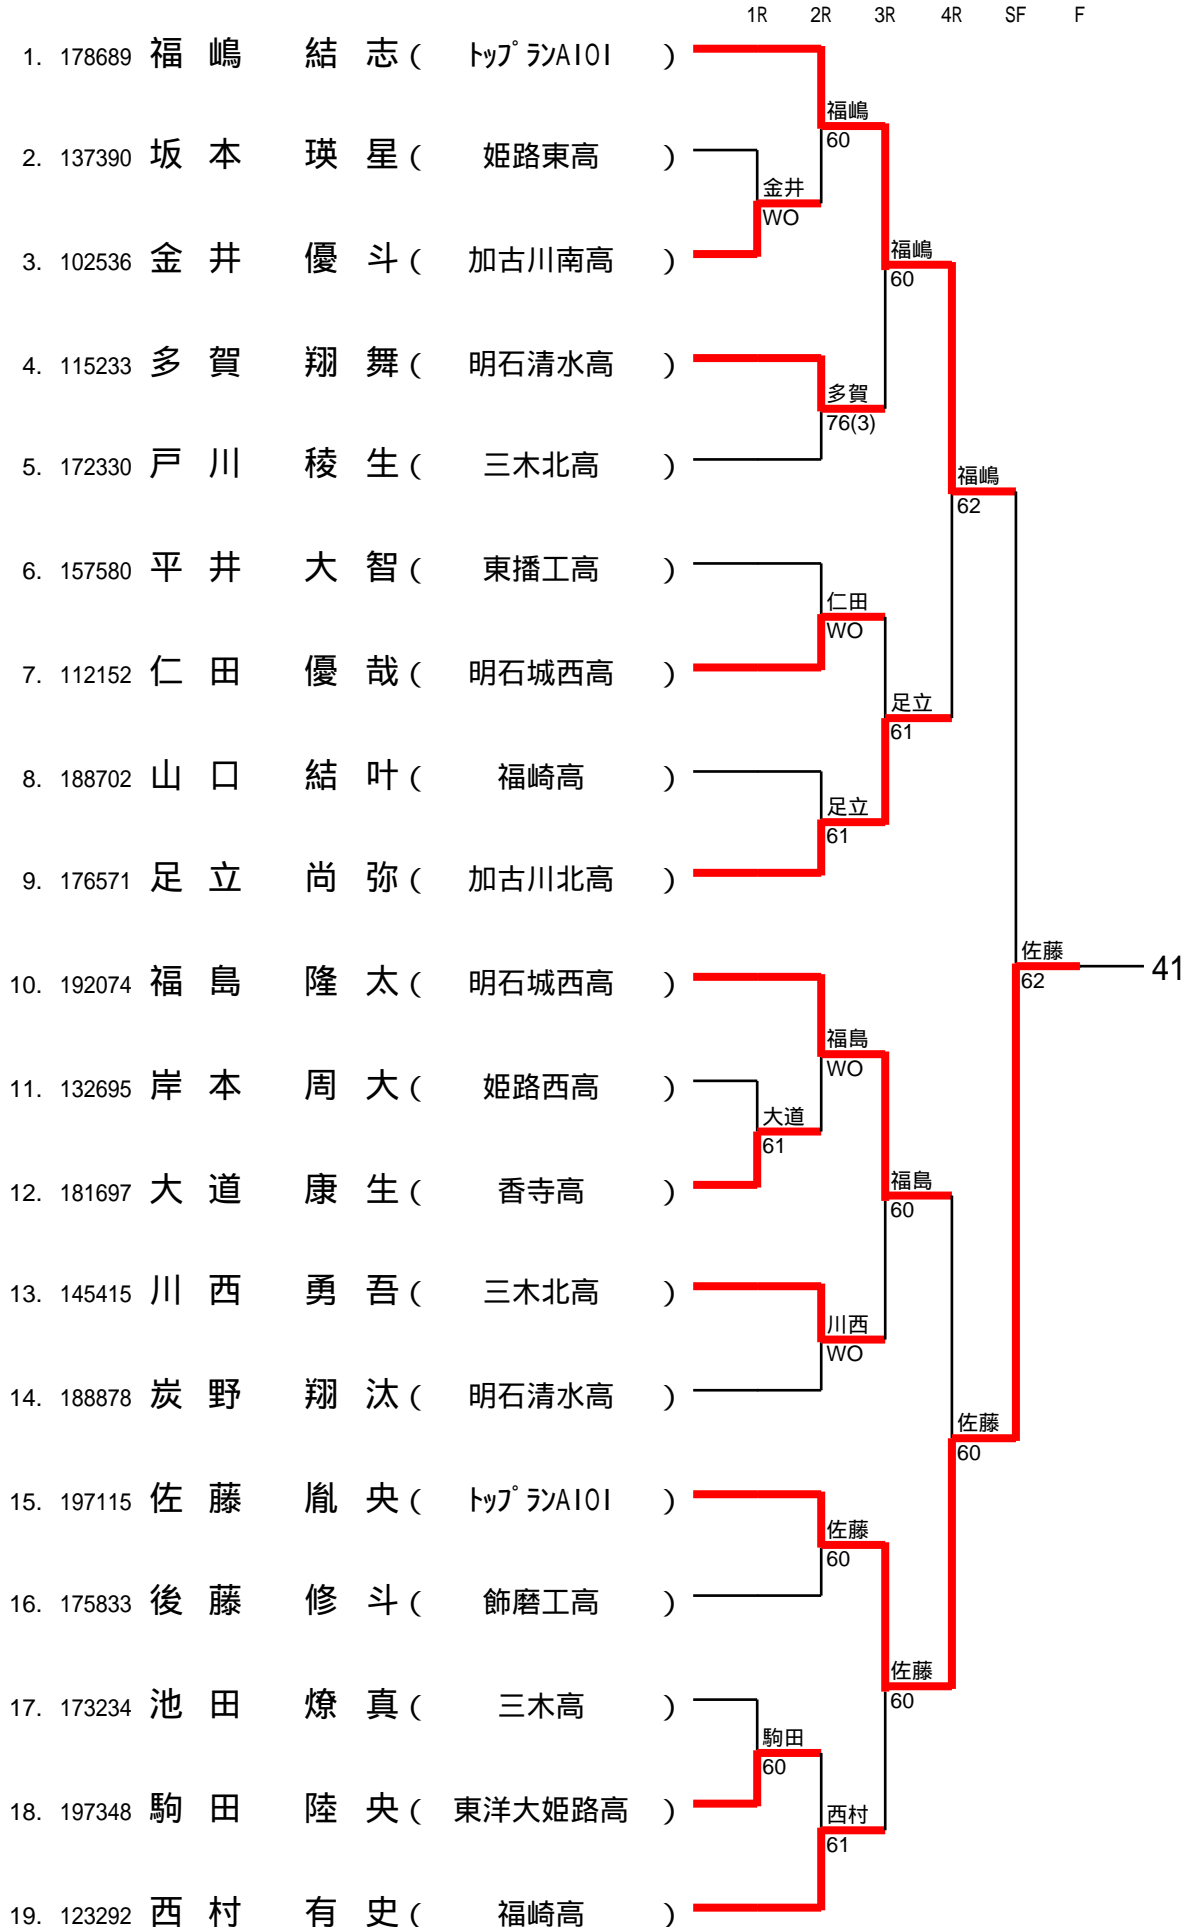 1R 2R 3R 4R SF F
1. 178689 福嶋 結志 ( トップランAIOI )
福嶋
60
2. 137390 坂本 瑛星 ( 姫路東高 )
金井
WO
3. 102536 金井 優斗 ( 加古川南高 )
福嶋
60
4. 115233 多賀 翔舞 ( 明石清水高 )
多賀
76(3)
5. 172330 戸川 稜生 ( 三木北高 )
福嶋
62
6. 157580 平井 大智 ( 東播工高 )
仁田
WO
7. 112152 仁田 優哉 ( 明石城西高 )
足立
61
8. 188702 山口 結叶 ( 福崎高 )
足立
61
9. 176571 足立 尚弥 ( 加古川北高 )
佐藤
62
41
10. 192074 福島 隆太 ( 明石城西高 )
福島
WO
11. 132695 岸本 周大 ( 姫路西高 )
大道
61
12. 181697 大道 康生 ( 香寺高 )
福島
60
13. 145415 川西 勇吾 ( 三木北高 )
川西
WO
14. 188878 炭野 翔汰 ( 明石清水高 )
佐藤
60
15. 197115 佐藤 胤央 ( トップランAIOI )
佐藤
60
16. 175833 後藤 修斗 ( 飾磨工高 )
佐藤
60
17. 173234 池田 燎真 ( 三木高 )
駒田
60
18. 197348 駒田 陸央 ( 東洋大姫路高 )
西村
61
19. 123292 西村 有史 ( 福崎高 )